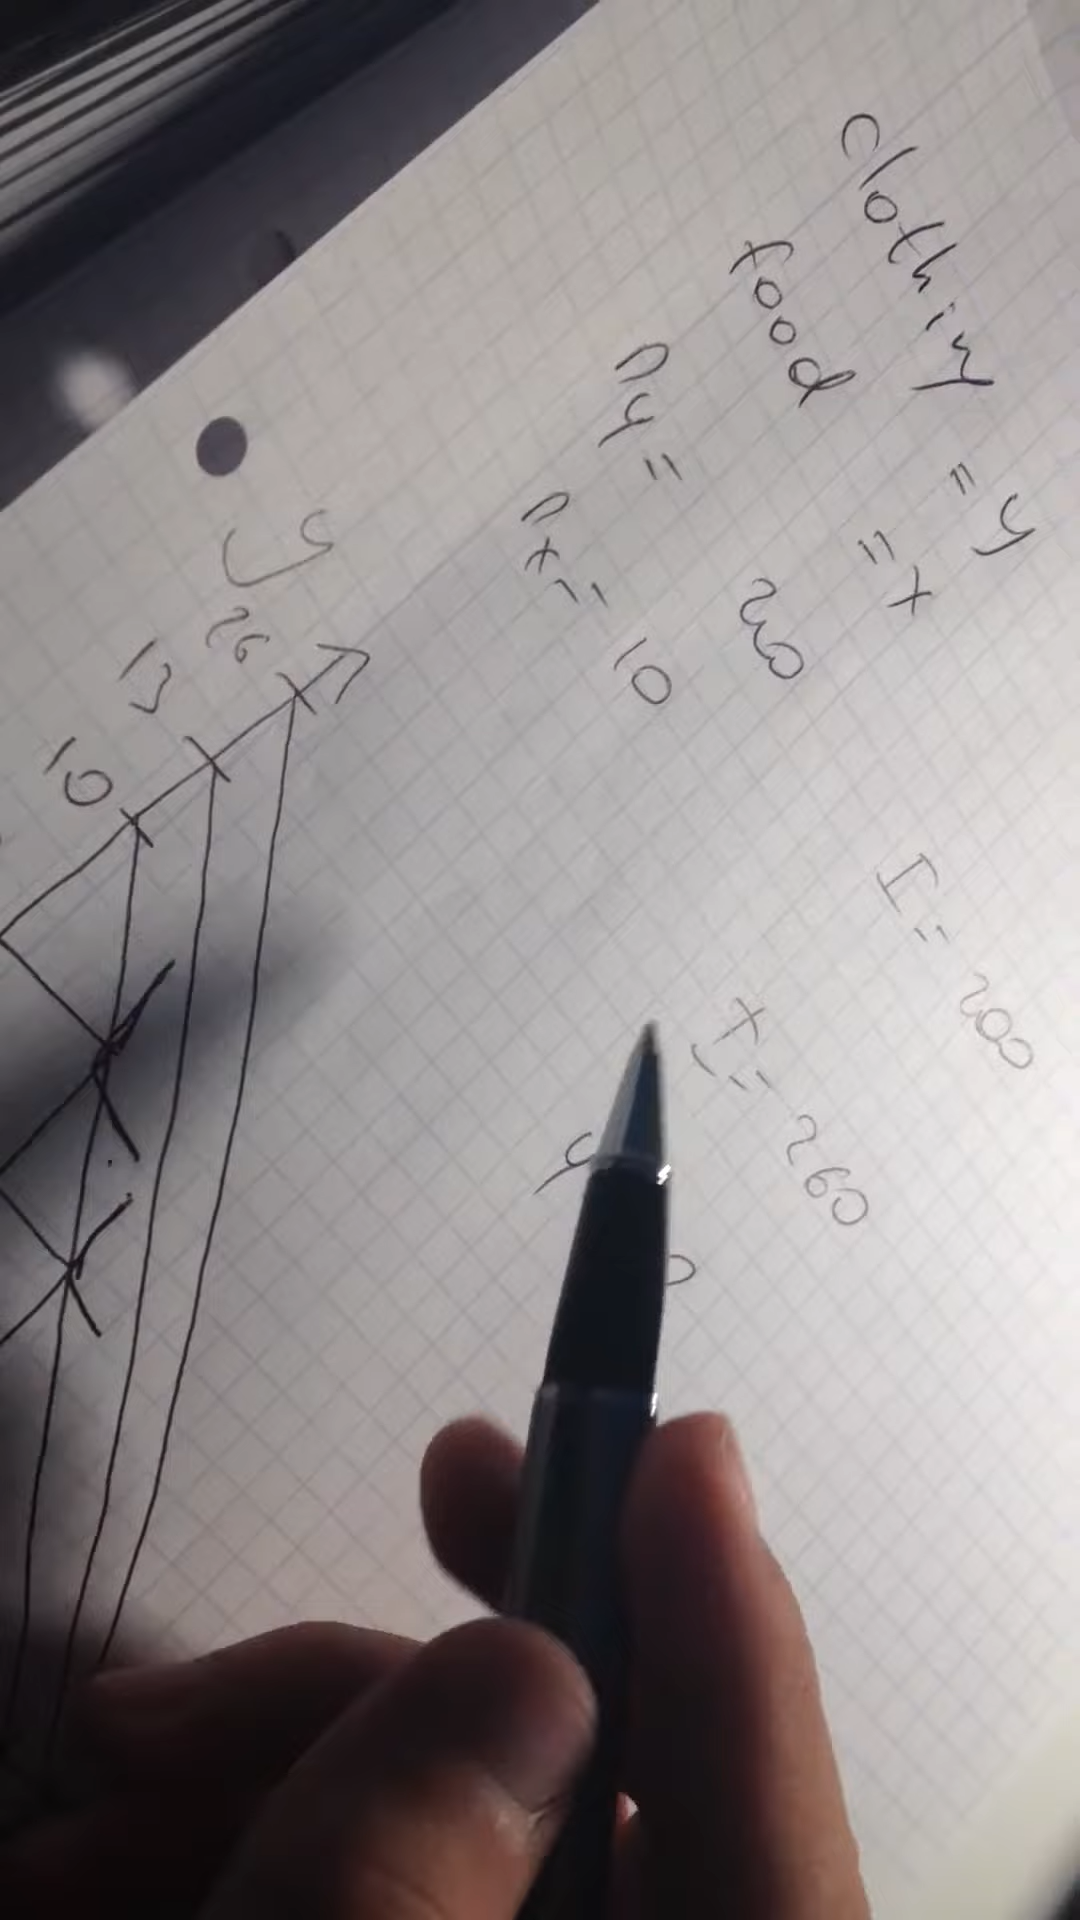 clothing = y
food = x
Py = 20
Px = 10
I = 200
I = 260
x
y
y
26
13
10